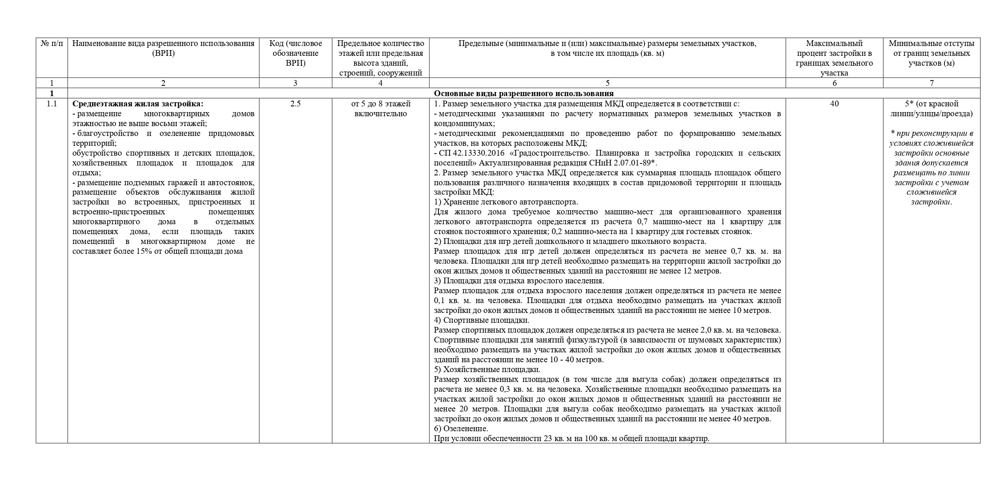 № п/п
Наименование вида разрешенного использования
(ВРИ)
Код (числовое
обозначение
ВРИ)
Предельное количество
этажей или предельная
высота зданий,
строений, сооружений
Предельные (минимальные и (или) максимальные) размеры земельных участков,
в том числе их площадь (кв. м)
Максимальный
процент застройки в
границах земельного
участка
Минимальные отступы
от границ земельных
участков (м)
1
2
3
4
5
6
7
1
Основные виды разрешенного использования
1.1
Среднеэтажная жилая застройка:
- размещение многоквартирных домов
этажностью не выше восьми этажей;
- благоустройство и озеленение придомовых
территорий;
обустройство спортивных и детских площадок,
хозяйственных площадок и площадок для
отдыха;
- размещение подземных гаражей и автостоянок,
размещение объектов обслуживания жилой
застройки во встроенных, пристроенных и
встроенно-пристроенных помещениях
многоквартирного дома в отдельных
помещениях дома, если площадь таких
помещений в многоквартирном доме не
составляет более 15% от общей площади дома
2.5
от 5 до 8 этажей
включительно
1. Размер земельного участка для размещения МКД определяется в соответствии с:
- методическими указаниями по расчету нормативных размеров земельных участков в
кондоминиумах;
- методическими рекомендациями по проведению работ по формированию земельных
участков, на которых расположены МКД;
- СП 42.13330.2016 «Градостроительство. Планировка и застройка городских и сельских
поселений» Актуализированная редакция СНиН 2.07.01-89*.
2. Размер земельного участка МКД определяется как суммарная площадь площадок общего
пользования различного назначения входящих в состав придомовой территории и площадь
застройки МКД:
1) Хранение легкового автотранспорта.
Для жилого дома требуемое количество машино-мест для организованного хранения
легкового автотранспорта определяется из расчета 0,7 машино-мест на 1 квартиру для
стоянок постоянного хранения; 0,2 машино-места на 1 квартиру для гостевых стоянок.
2) Площадки для игр детей дошкольного и младшего школьного возраста.
Размер площадок для игр детей должен определяться из расчета не менее 0,7 кв. м. на
человека. Площадки для игр детей необходимо размещать на территории жилой застройки до
окон жилых домов и общественных зданий на расстоянии не менее 12 метров.
3) Площадки для отдыха взрослого населения.
Размер площадок для отдыха взрослого населения должен определяться из расчета не менее
0,1 кв. м. на человека. Площадки для отдыха необходимо размещать на участках жилой
застройки до окон жилых домов и общественных зданий на расстоянии не менее 10 метров.
4) Спортивные площадки.
Размер спортивных площадок должен определяться из расчета не менее 2,0 кв. м. на человека.
Спортивные площадки для занятий физкультурой (в зависимости от шумовых характеристик)
необходимо размещать на участках жилой застройки до окон жилых домов и общественных
зданий на расстоянии не менее 10 - 40 метров.
5) Хозяйственные площадки.
Размер хозяйственных площадок (в том числе для выгула собак) должен определяться из
расчета не менее 0,3 кв. м. на человека. Хозяйственные площадки необходимо размещать на
участках жилой застройки до окон жилых домов и общественных зданий на расстоянии не
менее 20 метров. Площадки для выгула собак необходимо размещать на участках жилой
застройки до окон жилых домов и общественных зданий на расстоянии не менее 40 метров.
6) Озеленение.
При условии обеспеченности 23 кв. м на 100 кв. м общей площади квартир.
40
5* (от красной
линии/улицы/проезда)
* при реконструкции в
условиях сложившейся
застройки основные
здания допускается
размещать по линии
застройки с учетом
сложившейся
застройки.